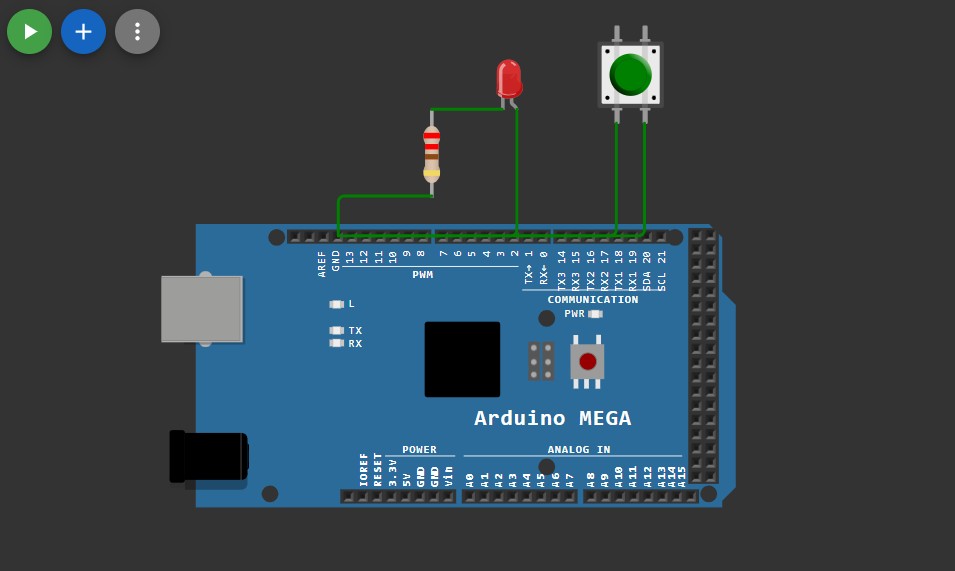 AREF
GND
13
12
11
10
9
8
7
6
5
4
3
2
TX→ 1
RX← 0
TX3 14
RX3 15
TX2 16
RX2 17
TX1 18
RX1 19
SDA 20
SCL 21
PWM
COMMUNICATION
L
PWR
TX
RX
Arduino MEGA
POWER
ANALOG IN
IOREF
RESET
3.3V
5V
GND
GND
Vin
A0
A1
A2
A3
A4
A5
A6
A7
A8
A9
A10
A11
A12
A13
A14
A15